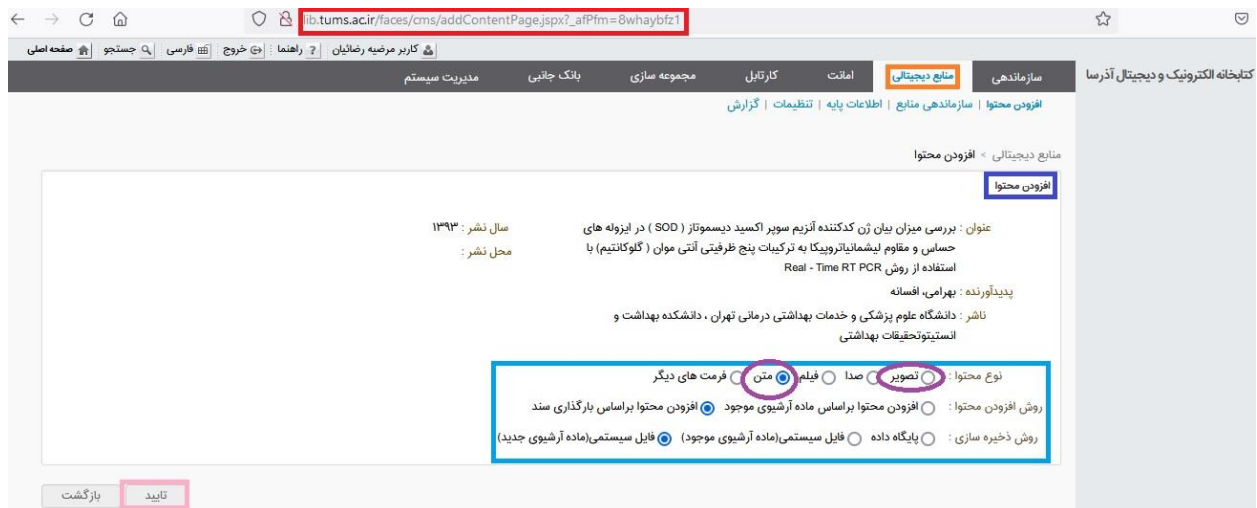 lib.tums.ac.ir/faces/cms/addContentPage.jspx?_afPfm=8whaybfz1
کاربر مرضیه رضائیان | راهنما | خروج | فارسی | جستجو | صفحه اصلی
کتابخانه الکترونیک و دیجیتال آذرسا
سازماندهی منابع دیجیتالی امانت کارتابل مجموعه سازی بانک جانبی مدیریت سیستم
افزودن محتوا | سازماندهی منابع | اطلاعات پایه | تنظیمات | گزارش
منابع دیجیتالی > افزودن محتوا
افزودن محتوا
عنوان : بررسی میزان بیان ژن کدکننده آنزیم سوپر اکسید دیسموتاز ( SOD ) در ایزوله های سال نشر : ۱۳۹۳
حساس و مقاوم لیشمانیاتروپیکا به ترکیبات پنج ظرفیتی آنتی موان ( گلوکانتیم) با محل نشر :
استفاده از روش Real - Time RT PCR
پدیدآورنده : بهرامی، افسانه
ناشر : دانشگاه علوم پزشکی و خدمات بهداشتی درمانی تهران ، دانشکده بهداشت و
انستیتوتحقیقات بهداشتی
نوع محتوا : تصویر صدا فیلم متن فرمت های دیگر
روش افزودن محتوا : افزودن محتوا براساس ماده آرشیوی موجود افزودن محتوا براساس بارگذاری سند
روش ذخیره سازی : پایگاه داده فایل سیستمی(ماده آرشیوی موجود) فایل سیستمی(ماده آرشیوی جدید)
تایید بازگشت